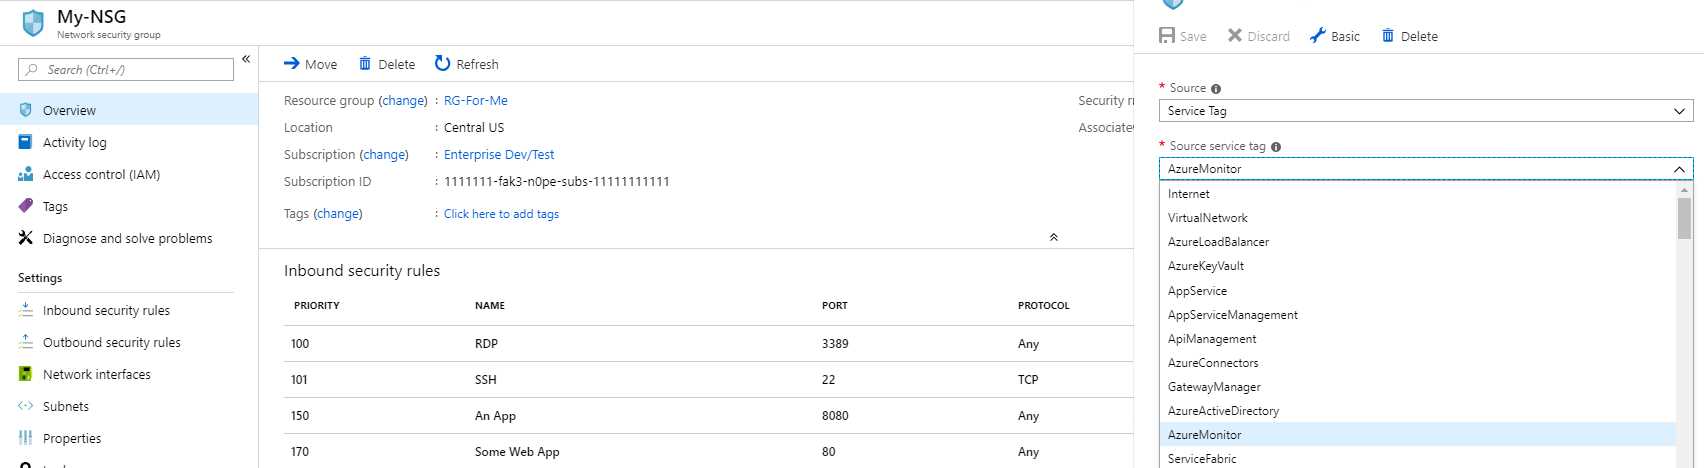 My-NSG
Network security group
Search (Ctrl+/)
«
Overview
Activity log
Access control (IAM)
Tags
Diagnose and solve problems
Settings
Inbound security rules
Outbound security rules
Network interfaces
Subnets
Properties
Move Delete Refresh
Resource group (change) : RG-For-Me
Location : Central US
Subscription (change) : Enterprise Dev/Test
Subscription ID : 1111111-fak3-n0pe-subs-11111111111
Tags (change) : Click here to add tags
Security r
Associate
Inbound security rules
PRIORITY NAME PORT PROTOCOL
100 RDP 3389 Any
101 SSH 22 TCP
150 An App 8080 Any
170 Some Web App 80 Any
Save Discard Basic Delete
* Source
Service Tag
* Source service tag
AzureMonitor
Internet
VirtualNetwork
AzureLoadBalancer
AzureKeyVault
AppService
AppServiceManagement
ApiManagement
AzureConnectors
GatewayManager
AzureActiveDirectory
AzureMonitor
ServiceFabric